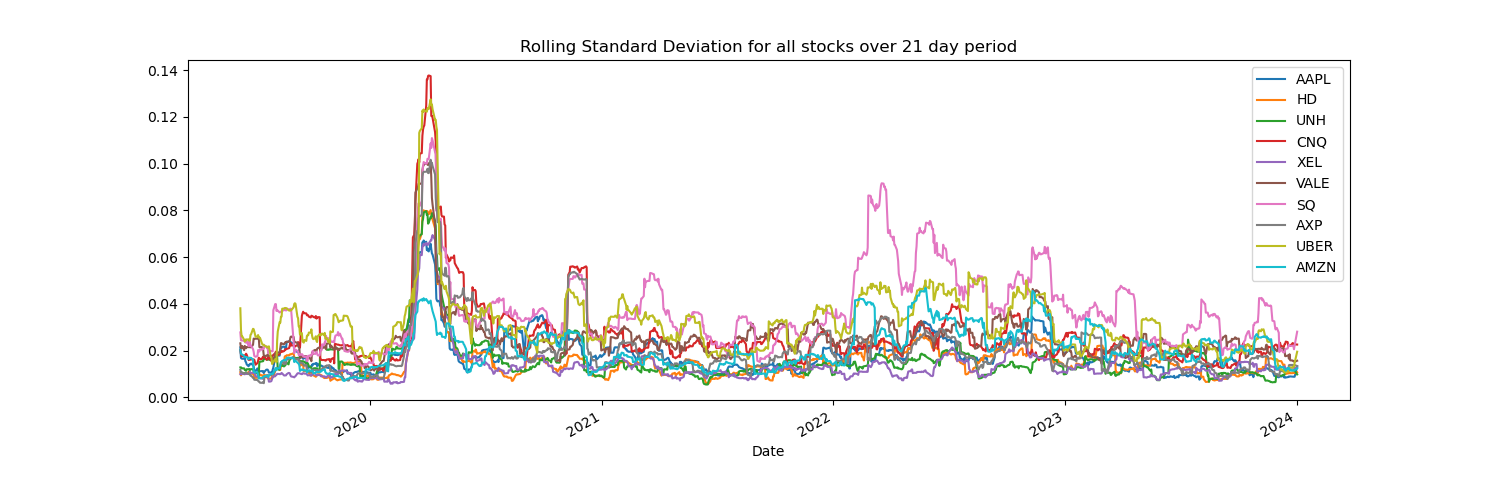 Rolling Standard Deviation for all stocks over 21 day period
0.14
0.12
0.10
0.08
0.06
0.04
0.02
0.00
AAPL
HD
UNH
CNQ
XEL
VALE
SQ
AXP
UBER
AMZN
2020
2021
2022
2023
2024
Date